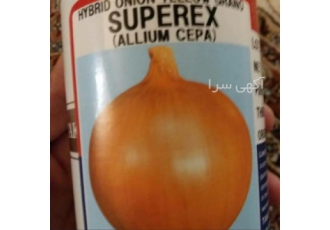 HYBRID ONION YELLOW GRANO
SUPEREX
(ALLIUM CEPA)
آگهی سرا